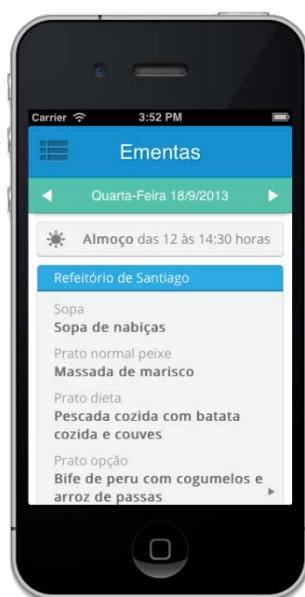 Carrier 3:52 PM
Ementas
Quarta-Feira 18/9/2013
Almoço das 12 às 14:30 horas
Refeitório de Santiago
Sopa
Sopa de nabiças
Prato normal peixe
Massada de marisco
Prato dieta
Pescada cozida com batata
cozida e couves
Prato opção
Bife de peru com cogumelos e
arroz de passas